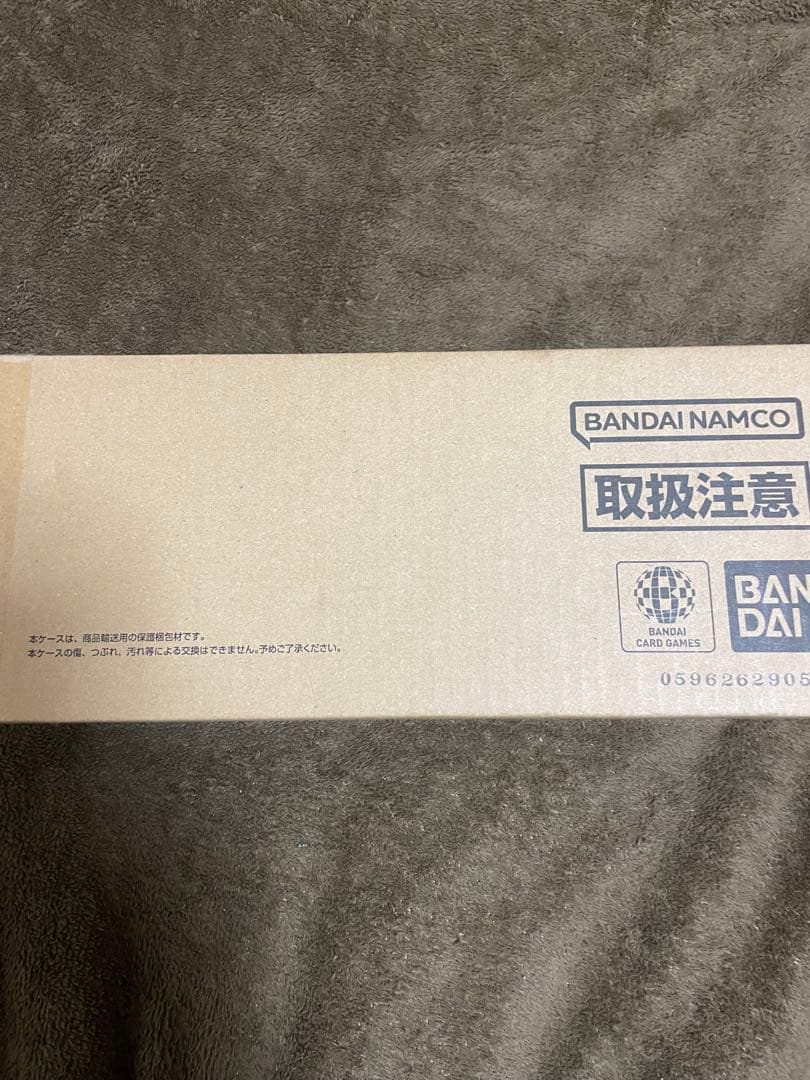 BANDAI NAMCO
取扱注意
BANDAI
CARD GAMES
BAN
DAI
本ケースは、商品輸送用の保護梱包材です。
本ケースの傷、つぶれ、汚れ等による交換はできません。予めご了承ください。
0596262905